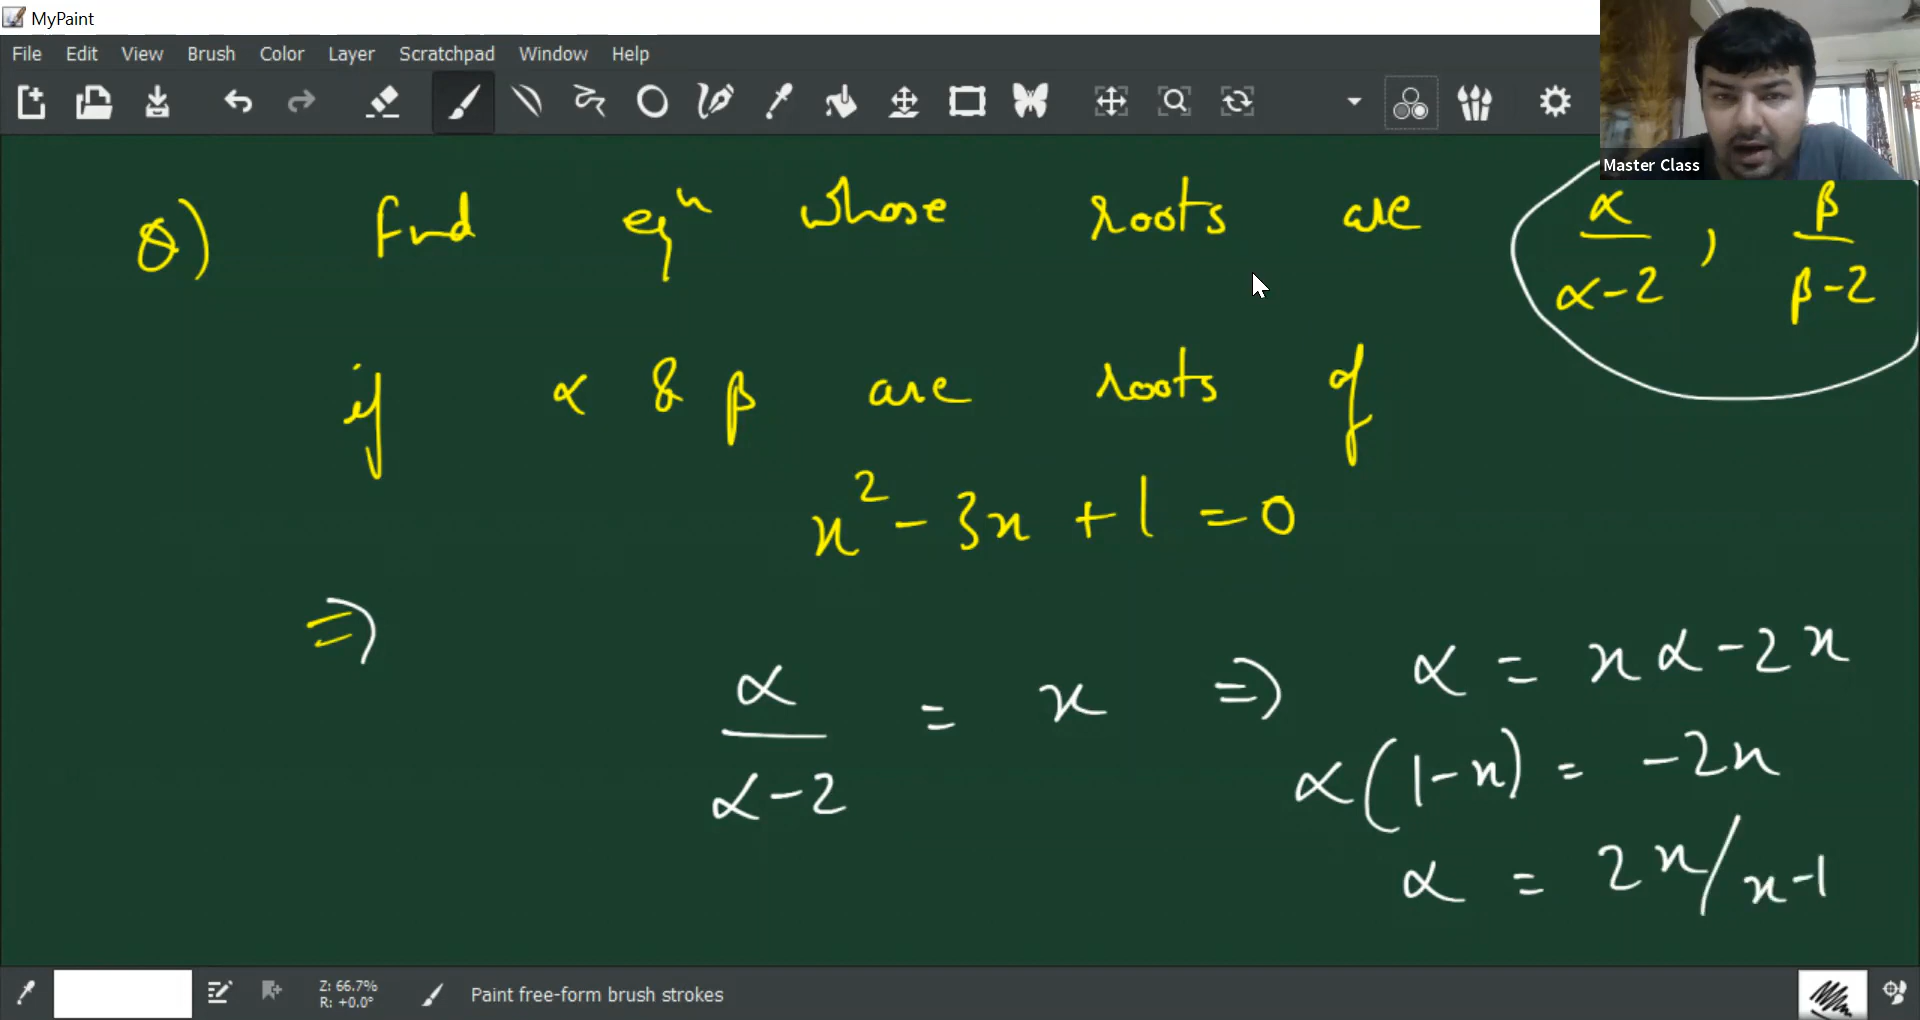 MyPaint
File Edit View Brush Color Layer Scratchpad Window Help
Master Class
Q) Find eqⁿ whose roots are α/α-2 , β/β-2
if α & β are roots of
x² - 3x + 1 = 0
⇒
α/α-2 = x ⇒ α = xα - 2x
α(1-x) = -2x
α = 2x/x-1
Z: 66.7%
R: +0.0°
Paint free-form brush strokes